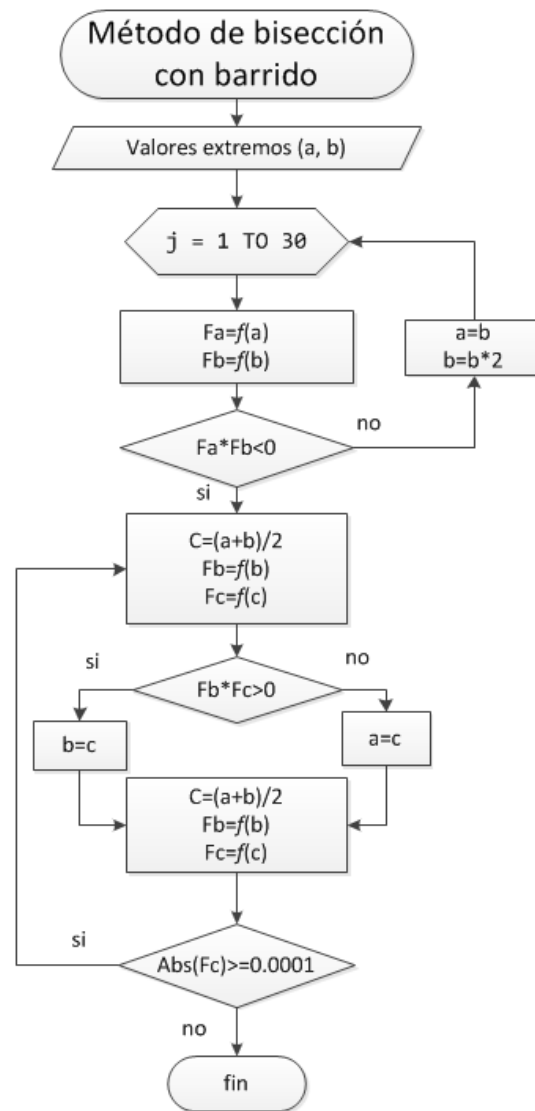 Método de bisección
con barrido
Valores extremos (a, b)
j = 1 TO 30
Fa=f(a)
Fb=f(b)
a=b
b=b*2
Fa*Fb<0
no
si
C=(a+b)/2
Fb=f(b)
Fc=f(c)
Fb*Fc>0
si
no
b=c
a=c
C=(a+b)/2
Fb=f(b)
Fc=f(c)
Abs(Fc)>=0.0001
si
no
fin